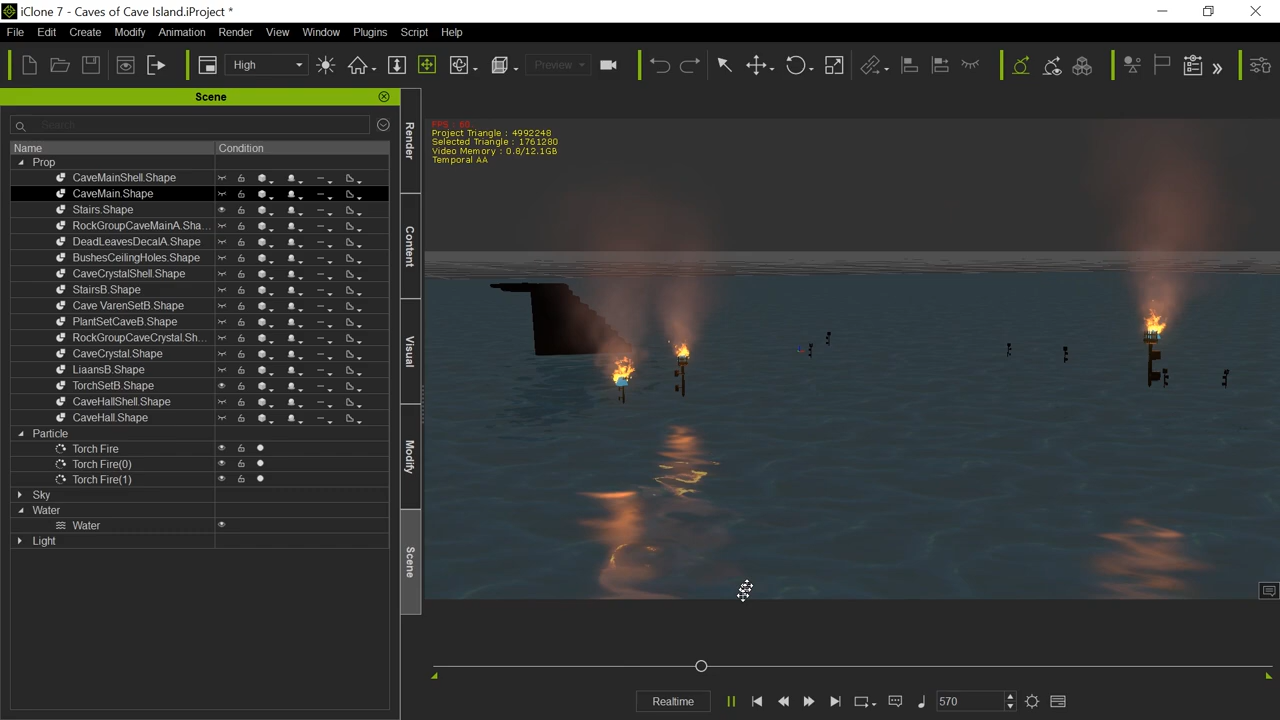 iClone 7 - Caves of Cave Island.iProject *
File Edit Create Modify Animation Render View Window Plugins Script Help
High
Preview
Scene
Search
Name Condition
Prop
CaveMainShell.Shape
CaveMain.Shape
Stairs.Shape
RockGroupCaveMainA.Sha...
DeadLeavesDecalA.Shape
BushesCeilingHoles.Shape
CaveCrystalShell.Shape
StairsB.Shape
Cave VarenSetB.Shape
PlantSetCaveB.Shape
RockGroupCaveCrystal.Sh...
CaveCrystal.Shape
LiaansB.Shape
TorchSetB.Shape
CaveHallShell.Shape
CaveHall.Shape
Particle
Torch Fire
Torch Fire(0)
Torch Fire(1)
Sky
Water
Water
Light
Render
Content
Visual
Modify
Scene
FPS : 60
Project Triangle : 4992248
Selected Triangle : 1761280
Video Memory : 0.8/12.1GB
Temporal AA
Realtime
570